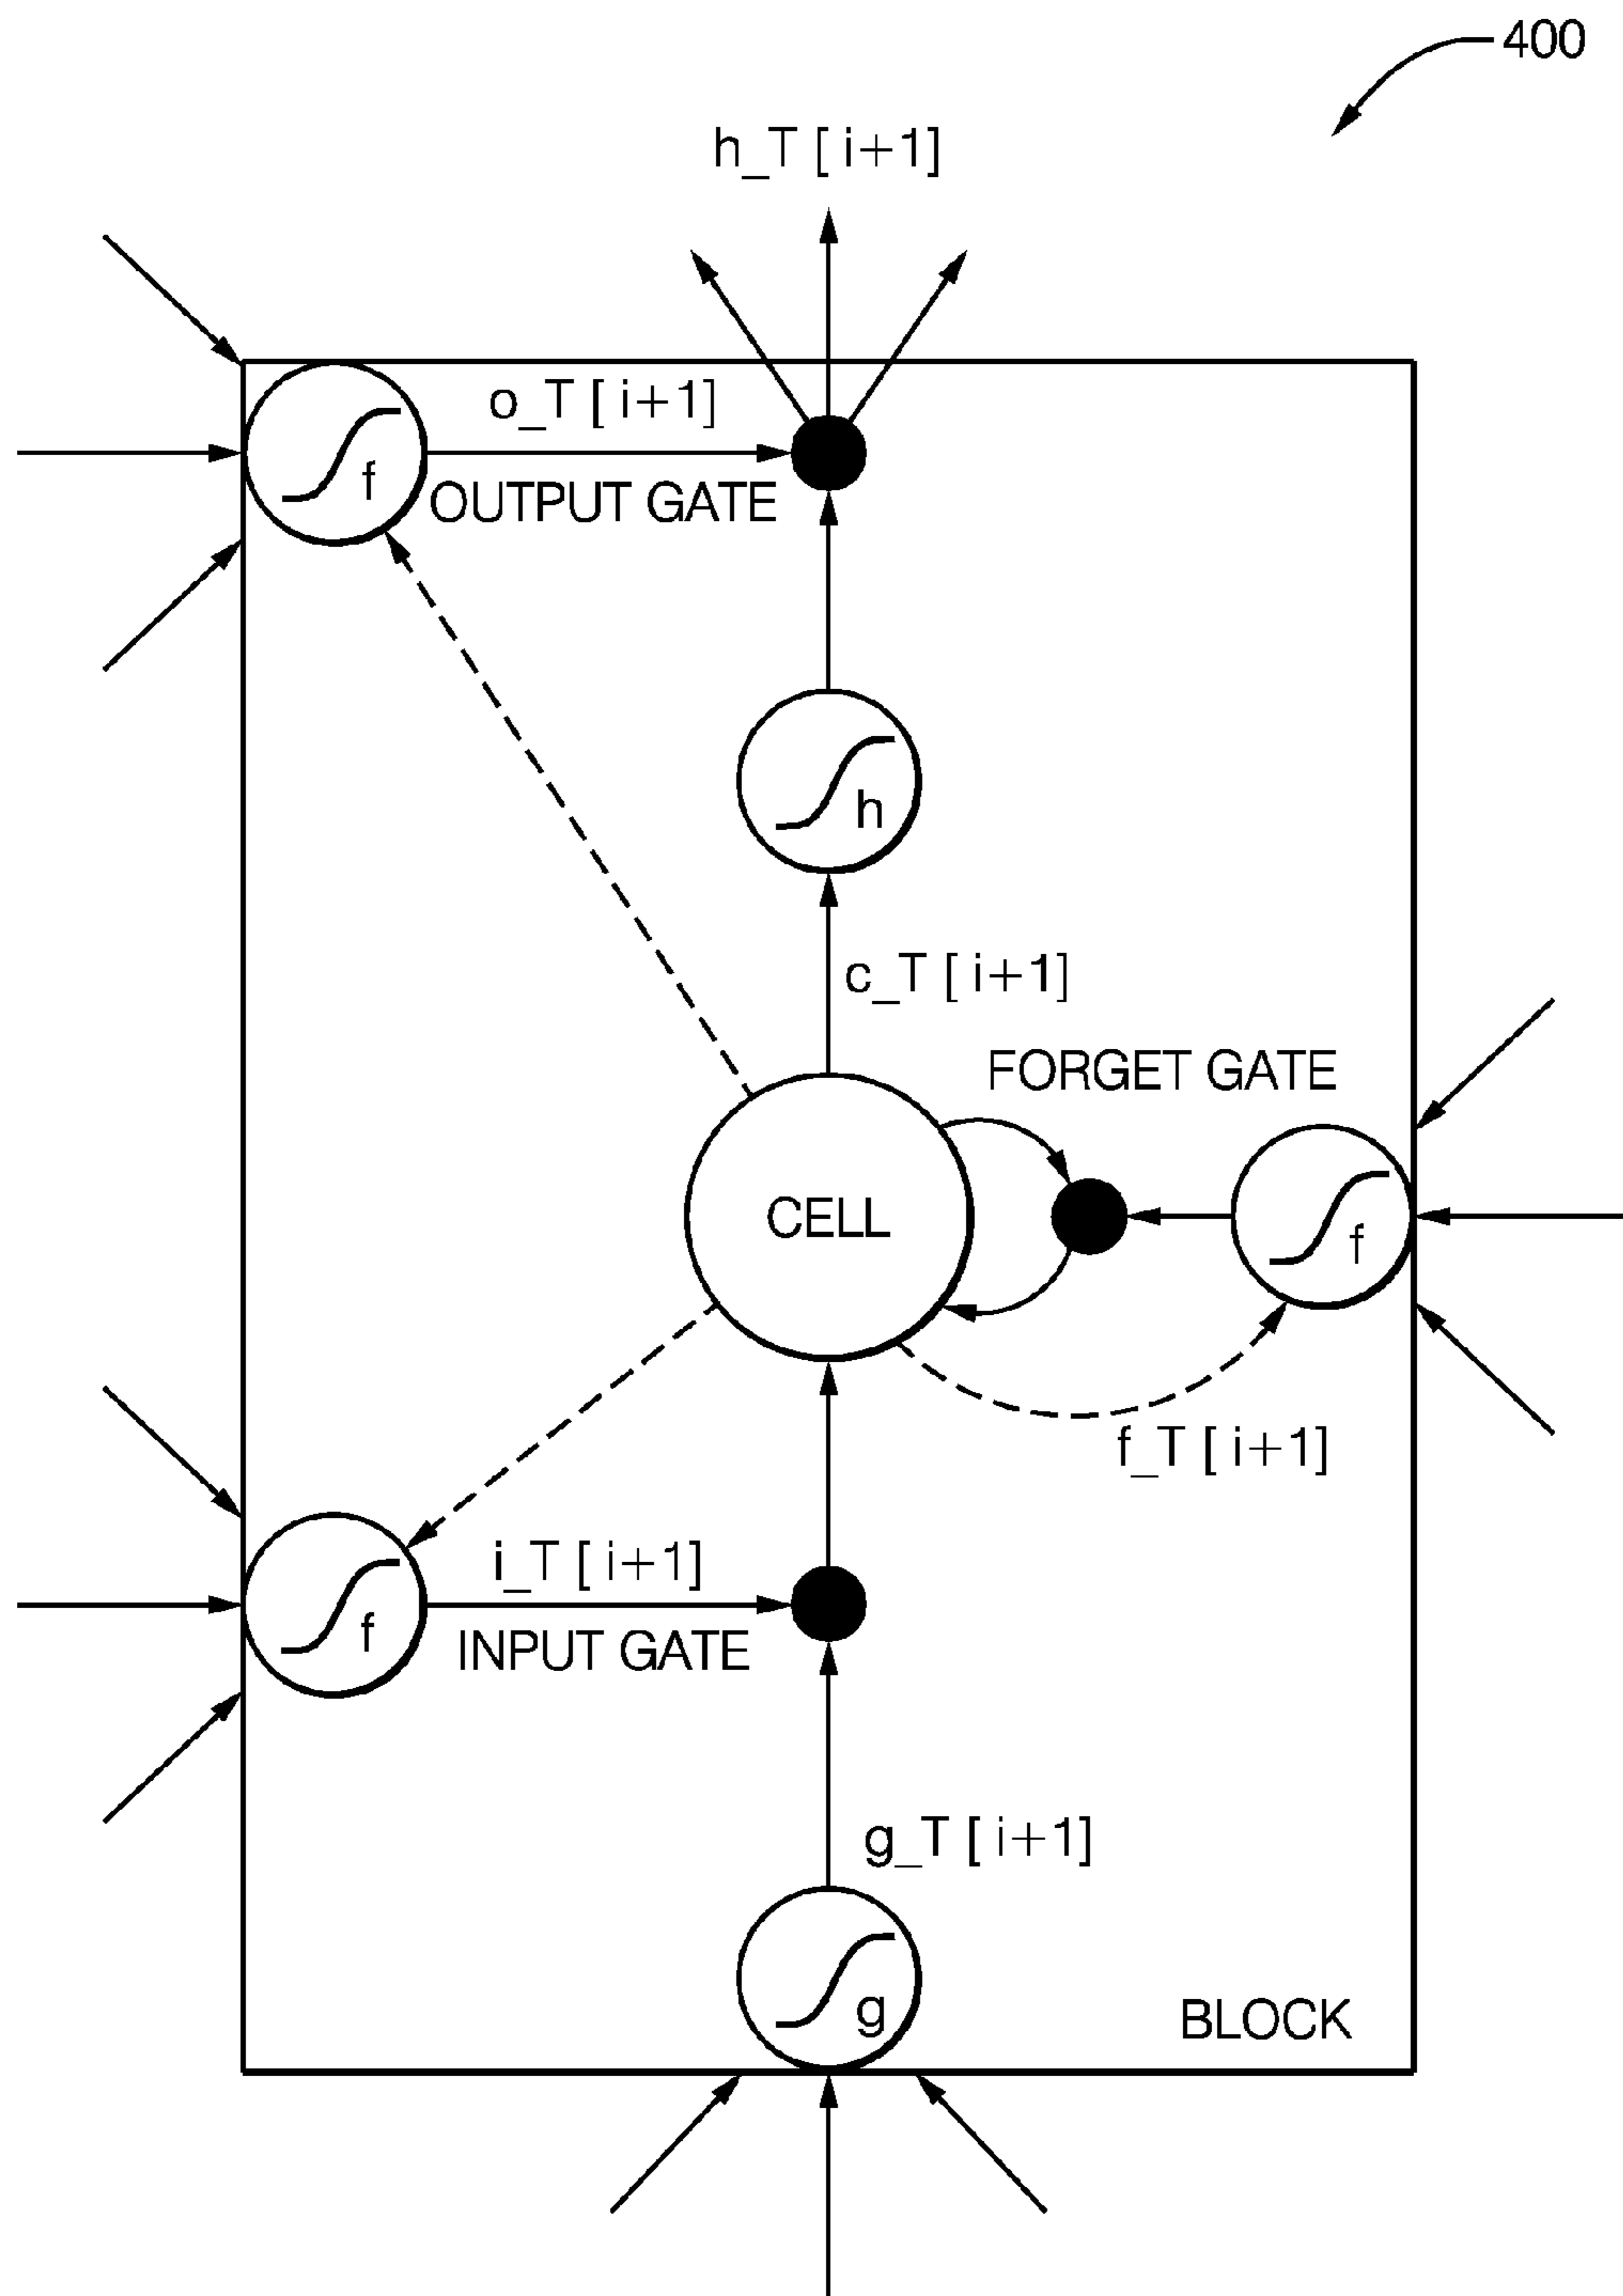 400
h_T [ i+1]
o_T [ i+1]
f
OUTPUT GATE
h
c_T [ i+1]
FORGET GATE
CELL
f
f_T [ i+1]
i_T [ i+1]
f
INPUT GATE
g_T [ i+1]
g
BLOCK